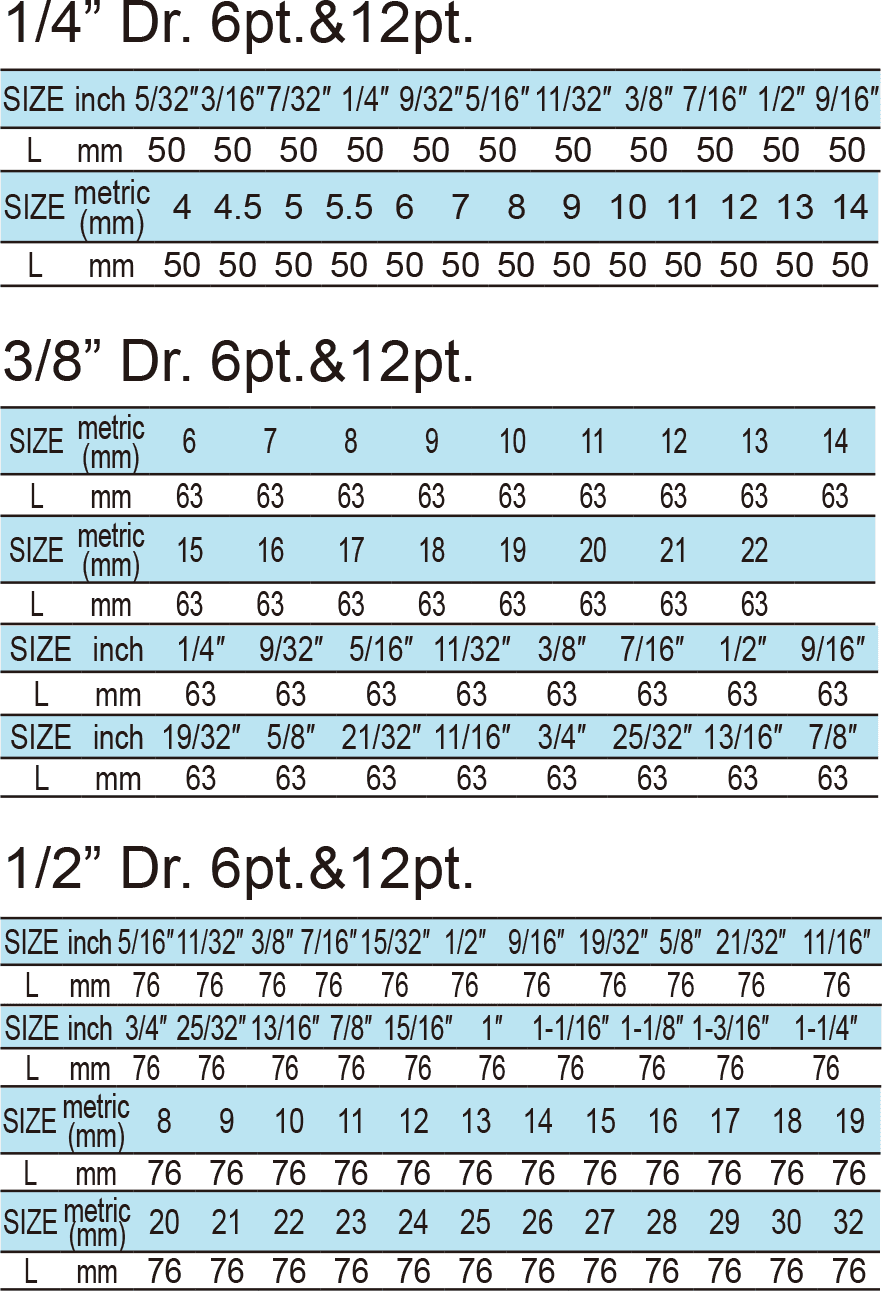 1/4” Dr. 6pt.&12pt.
SIZE inch 5/32″ 3/16″ 7/32″ 1/4″ 9/32″ 5/16″ 11/32″ 3/8″ 7/16″ 1/2″ 9/16″
L mm 50 50 50 50 50 50 50 50 50 50 50
SIZE metric (mm) 4 4.5 5 5.5 6 7 8 9 10 11 12 13 14
L mm 50 50 50 50 50 50 50 50 50 50 50 50 50
3/8” Dr. 6pt.&12pt.
SIZE metric (mm) 6 7 8 9 10 11 12 13 14
L mm 63 63 63 63 63 63 63 63 63
SIZE metric (mm) 15 16 17 18 19 20 21 22
L mm 63 63 63 63 63 63 63 63
SIZE inch 1/4″ 9/32″ 5/16″ 11/32″ 3/8″ 7/16″ 1/2″ 9/16″
L mm 63 63 63 63 63 63 63 63
SIZE inch 19/32″ 5/8″ 21/32″ 11/16″ 3/4″ 25/32″ 13/16″ 7/8″
L mm 63 63 63 63 63 63 63 63
1/2” Dr. 6pt.&12pt.
SIZE inch 5/16″ 11/32″ 3/8″ 7/16″ 15/32″ 1/2″ 9/16″ 19/32″ 5/8″ 21/32″ 11/16″
L mm 76 76 76 76 76 76 76 76 76 76 76
SIZE inch 3/4″ 25/32″ 13/16″ 7/8″ 15/16″ 1″ 1-1/16″ 1-1/8″ 1-3/16″ 1-1/4″
L mm 76 76 76 76 76 76 76 76 76 76
SIZE metric (mm) 8 9 10 11 12 13 14 15 16 17 18 19
L mm 76 76 76 76 76 76 76 76 76 76 76 76
SIZE metric (mm) 20 21 22 23 24 25 26 27 28 29 30 32
L mm 76 76 76 76 76 76 76 76 76 76 76 76